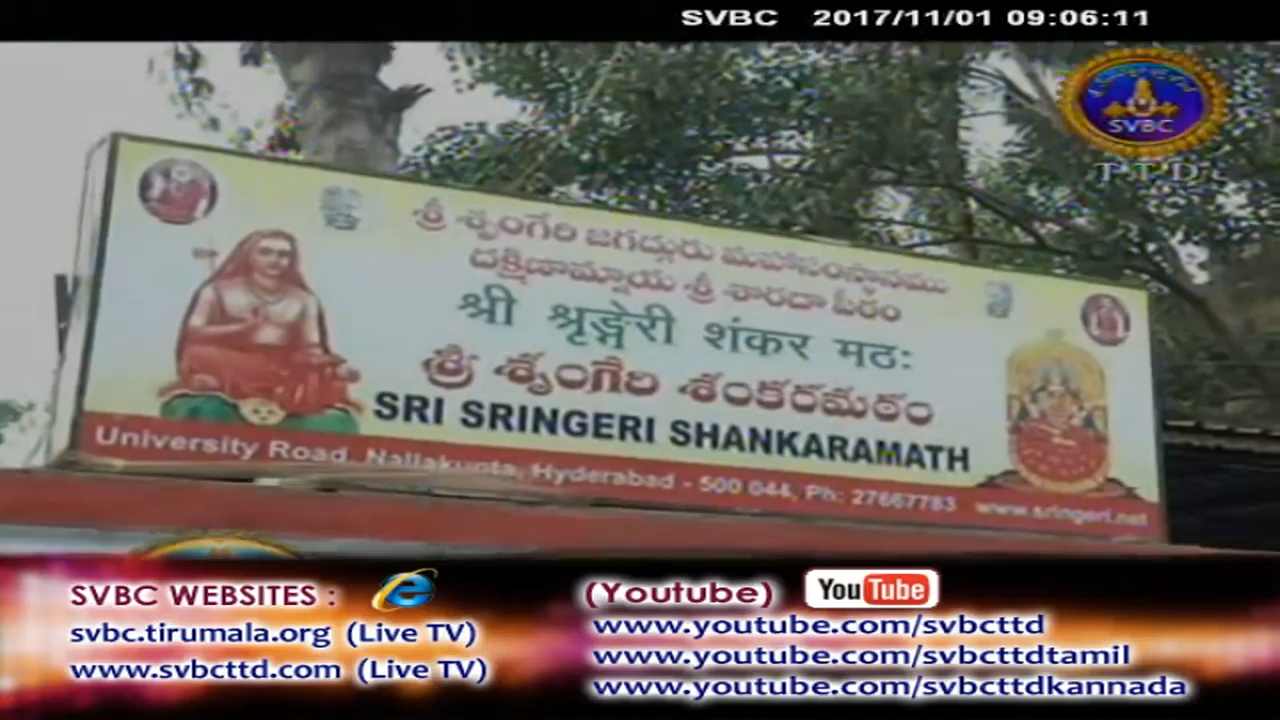 SVBC 2017/11/01 09:06:11
SVBC
TTD
శ్రీ శృంగేరి జగద్గురు మహాసంస్థానము
దక్షిణామ్నాయ శ్రీ శారదా పీఠం
श्री श्रृङ्गेरी शंकर मठः
శ్రీ శృంగేరి శంకరమఠం
SRI SRINGERI SHANKARAMATH
University Road, Nallakunta, Hyderabad - 500 044, Ph: 27667783 www.sringeri.net
SVBC WEBSITES :
svbc.tirumala.org (Live TV)
www.svbcttd.com (Live TV)
(Youtube) YouTube
www.youtube.com/svbcttd
www.youtube.com/svbcttdtamil
www.youtube.com/svbcttdkannada